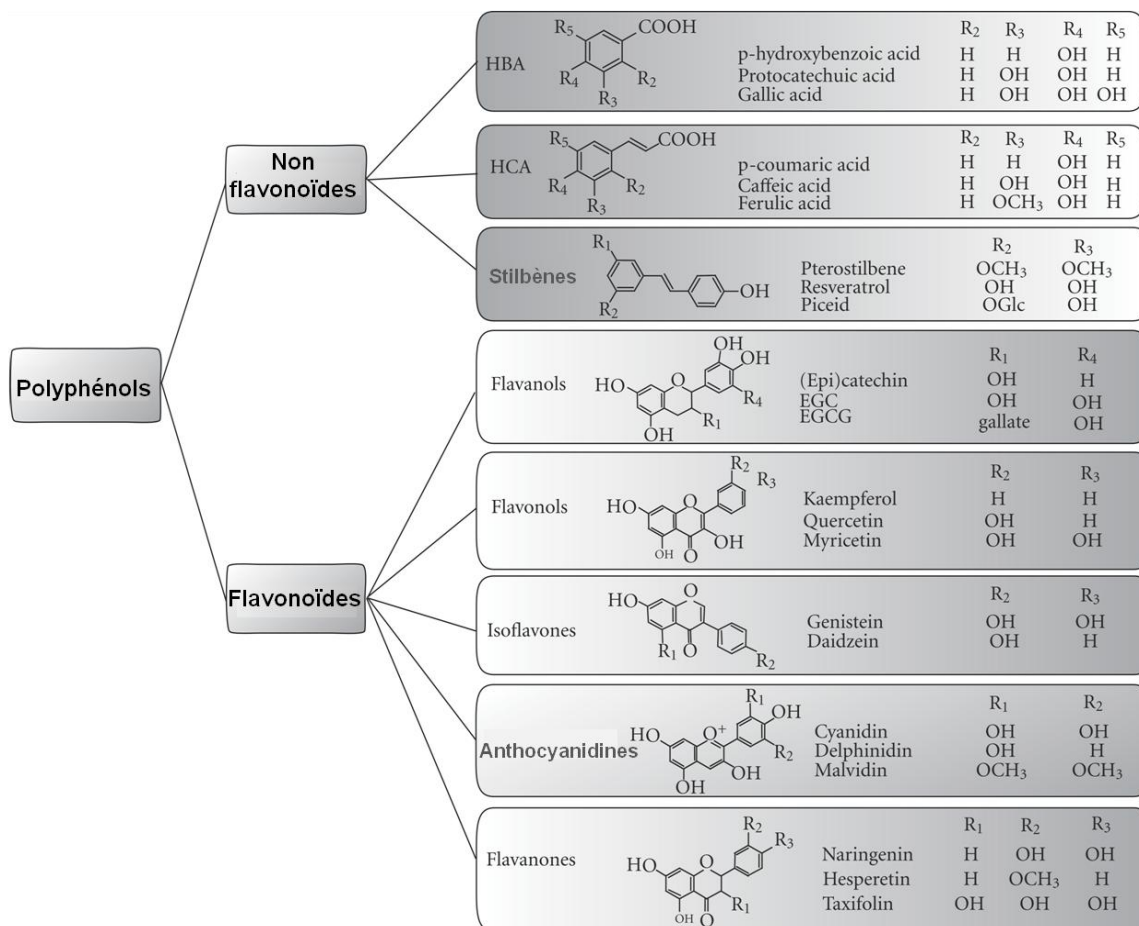 Polyphénols
Non
flavonoïdes
Flavonoïdes
HBA
R5 COOH
R4 R2
R3
R2 R3 R4 R5
p-hydroxybenzoic acid H H OH H
Protocatechuic acid H OH OH H
Gallic acid H OH OH OH
HCA
R5 COOH
R4 R2
R3
R2 R3 R4 R5
p-coumaric acid H H OH H
Caffeic acid H OH OH H
Ferulic acid H OCH3 OH H
Stilbènes
R1
OH
R2
R2 R3
Pterostilbene OCH3 OCH3
Resveratrol OH OH
Piceid OGlc OH
Flavanols
OH
OH
HO O
R4
R1
OH
R1 R4
(Epi)catechin OH H
EGC OH OH
EGCG gallate OH
Flavonols
R2
R3
HO O
OH
OH O
R2 R3
Kaempferol H H
Quercetin OH H
Myricetin OH OH
Isoflavones
HO O
R1 O
R2
R2 R3
Genistein OH OH
Daidzein OH H
Anthocyanidines
R1
OH
HO O+
R2
OH
OH
R1 R2
Cyanidin OH OH
Delphinidin OH H
Malvidin OCH3 OCH3
Flavanones
R2
R3
HO O
R1
OH O
R1 R2 R3
Naringenin H OH OH
Hesperetin H OCH3 H
Taxifolin OH OH OH